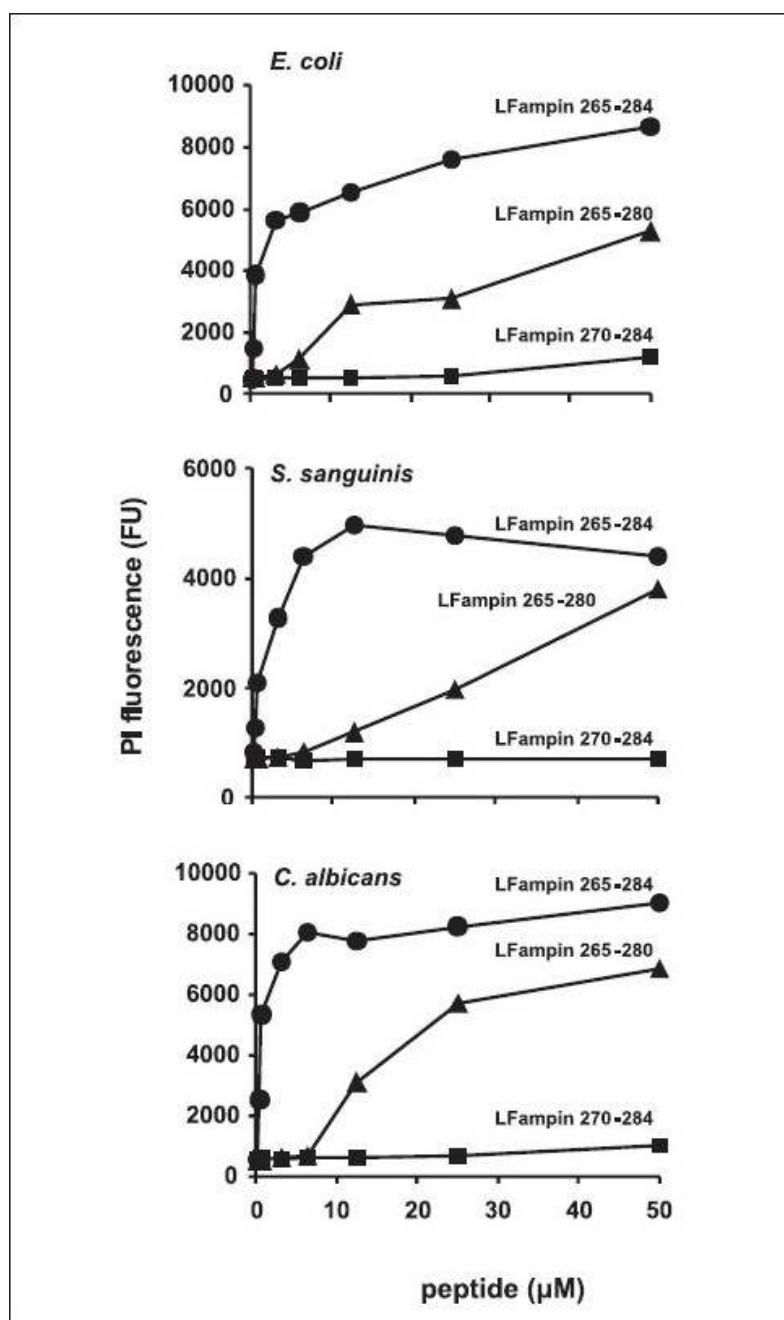 E. coli
10000
LFampin 265-284
8000
LFampin 265-280
6000
4000
LFampin 270-284
2000
0
S. sanguinis
6000
LFampin 265-284
4000
LFampin 265-280
2000
LFampin 270-284
0
PI fluorescence (FU)
C. albicans
10000
LFampin 265-284
8000
LFampin 265-280
6000
4000
LFampin 270-284
2000
0
0 10 20 30 40 50
peptide (µM)